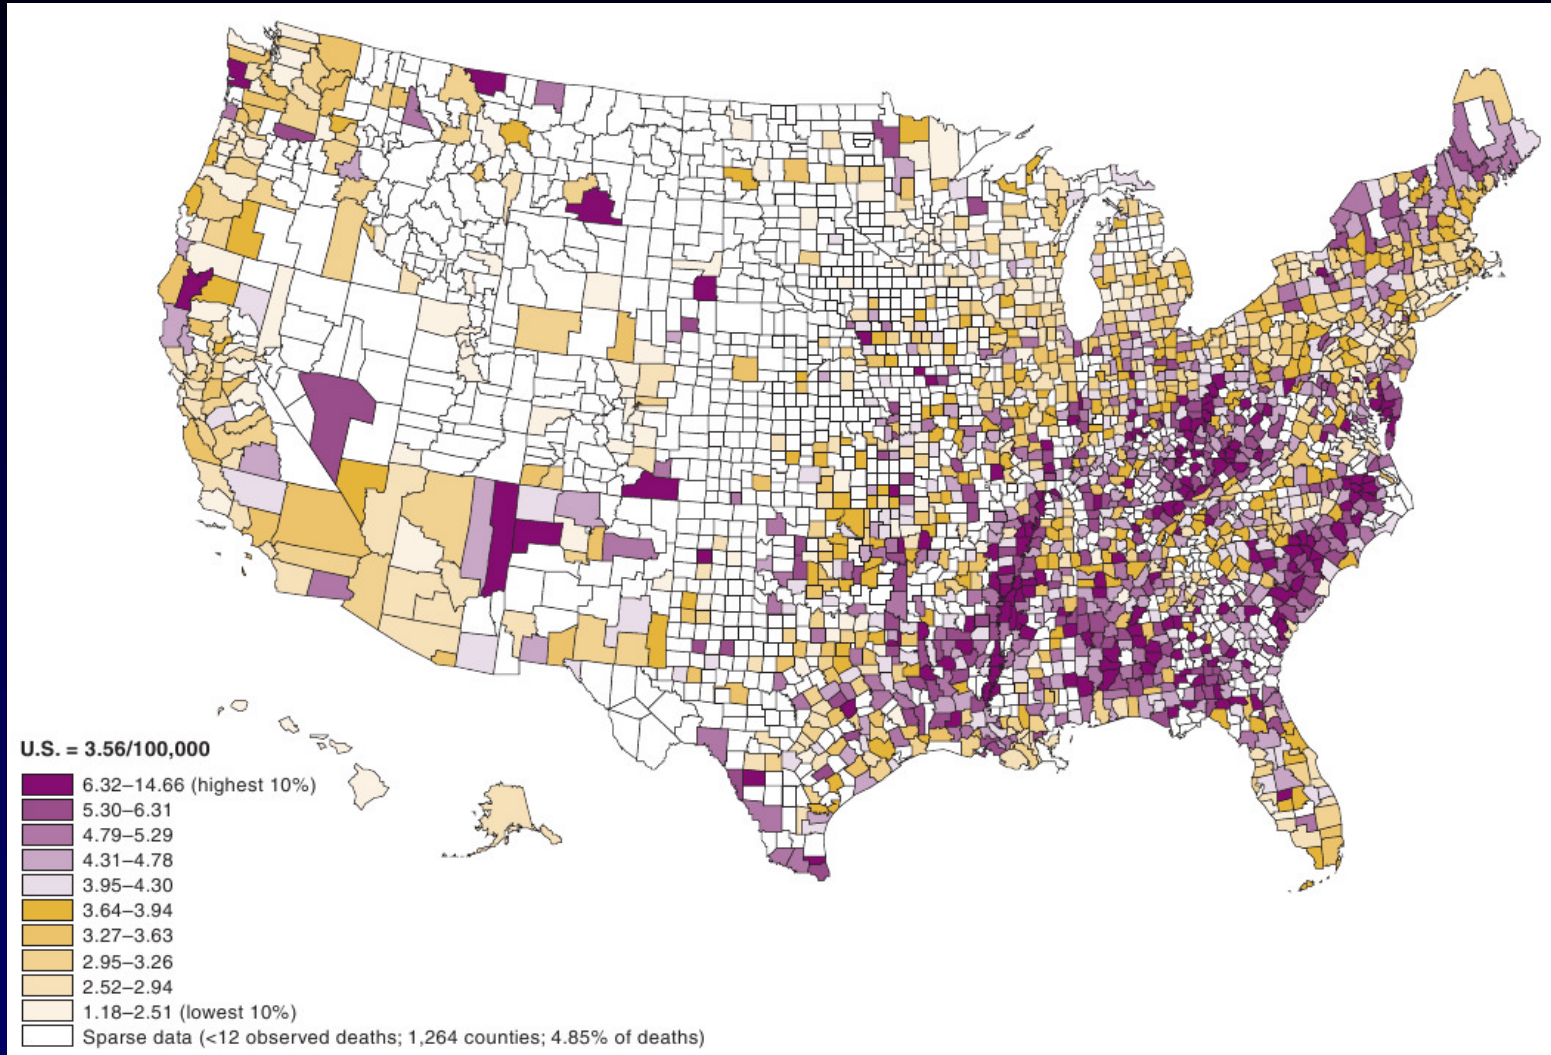 U.S. = 3.56/100,000
6.32–14.66 (highest 10%)
5.30–6.31
4.79–5.29
4.31–4.78
3.95–4.30
3.64–3.94
3.27–3.63
2.95–3.26
2.52–2.94
1.18–2.51 (lowest 10%)
Sparse data (<12 observed deaths; 1,264 counties; 4.85% of deaths)